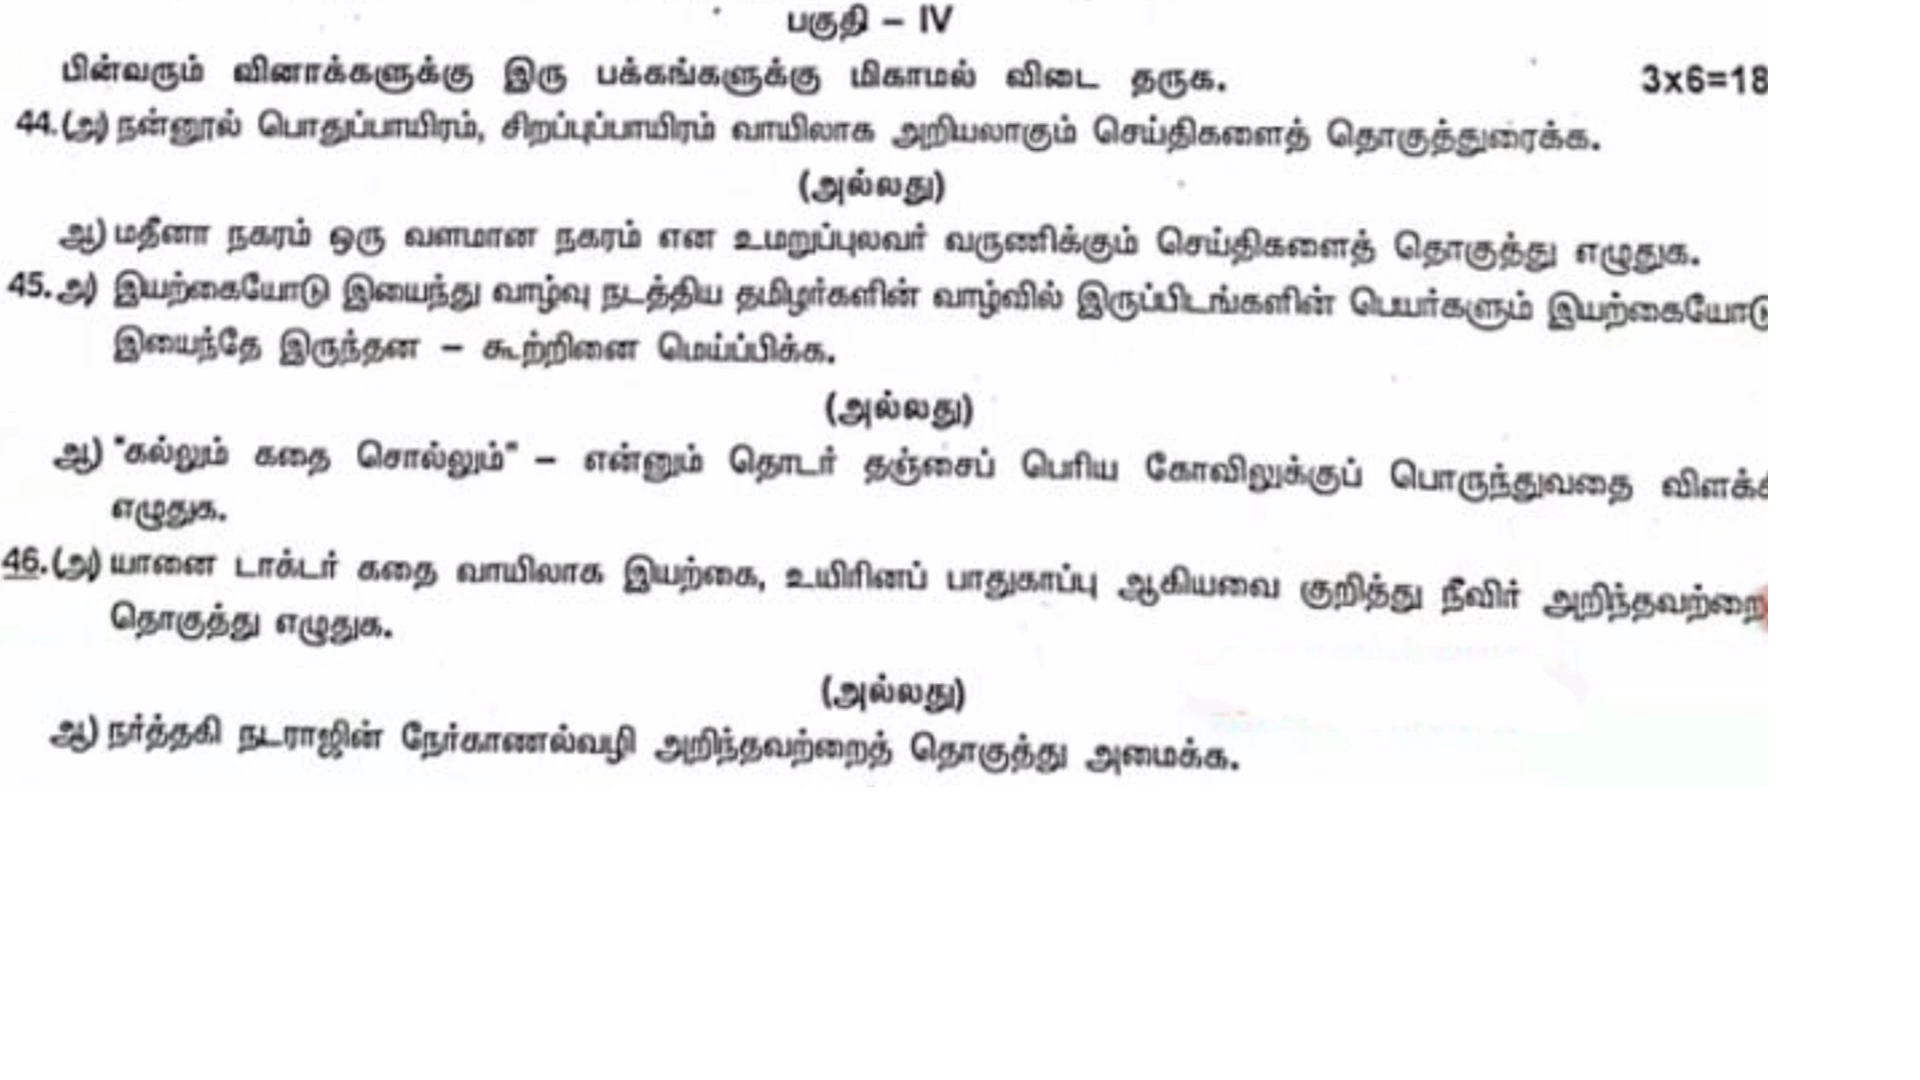 பகுதி – IV
பின்வரும் வினாக்களுக்கு இரு பக்கங்களுக்கு மிகாமல் விடை தருக. 3x6=18
44.(அ) நன்னூல் பொதுப்பாயிரம், சிறப்புப்பாயிரம் வாயிலாக அறியலாகும் செய்திகளைத் தொகுத்துரைக்க.
(அல்லது)
ஆ) மதீனா நகரம் ஒரு வளமான நகரம் என உமறுப்புலவர் வருணிக்கும் செய்திகளைத் தொகுத்து எழுதுக.
45.அ) இயற்கையோடு இயைந்து வாழ்வு நடத்திய தமிழர்களின் வாழ்வில் இருப்பிடங்களின் பெயர்களும் இயற்கையோடு
இயைந்தே இருந்தன – கூற்றினை மெய்ப்பிக்க.
(அல்லது)
ஆ) "கல்லும் கதை சொல்லும்" – என்னும் தொடர் தஞ்சைப் பெரிய கோவிலுக்குப் பொருந்துவதை விளக்க
எழுதுக.
46.(அ) யானை டாக்டர் கதை வாயிலாக இயற்கை, உயிரினப் பாதுகாப்பு ஆகியவை குறித்து நீவிர் அறிந்தவற்றை
தொகுத்து எழுதுக.
(அல்லது)
ஆ) நர்த்தகி நடராஜின் நேர்காணல்வழி அறிந்தவற்றைத் தொகுத்து அமைக்க.